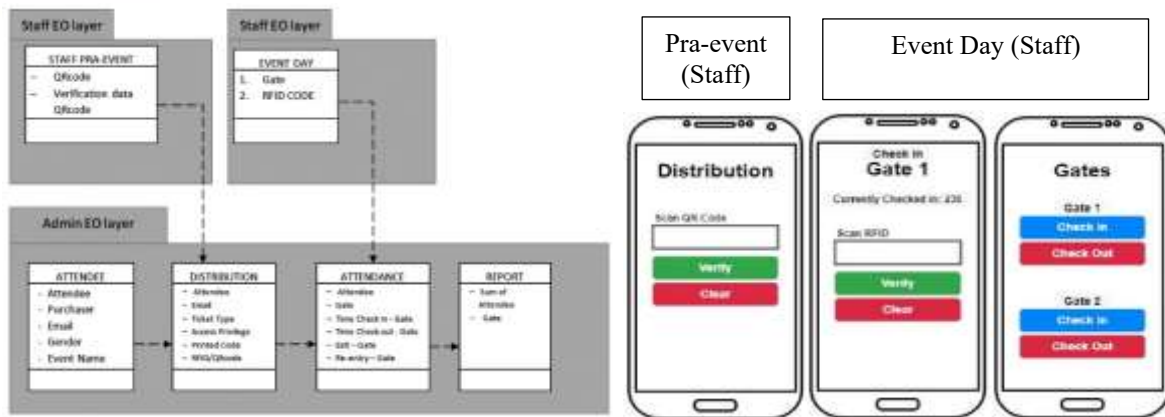 Staff EO layer
STAFF PRA-EVENT
- QRcode
- Verification data
QRcode
Staff EO layer
EVENT DAY
1. Gate
2. RFID CODE
Admin EO layer
ATTENDEE
- Attendee
- Purchaser
- Email
- Gender
- Event Name
DISTRIBUTION
- Attendee
- Email
- Ticket Type
- Access Privilege
- Printed Code
- RFID/QRcode
ATTENDANCE
- Attendee
- Gate
- Time Check In - Gate
- Time Check out - Gate
- Exit - Gate
- Re-entry - Gate
REPORT
- Sum of
Attendee
- Gate
Pra-event
(Staff)
Event Day (Staff)
Distribution
Scan QR Code
Verify
Clear
Check in
Gate 1
Currently Checked in:
Scan RFID
Verify
Clear
Gates
Gate 1
Check In
Check Out
Gate 2
Check In
Check Out